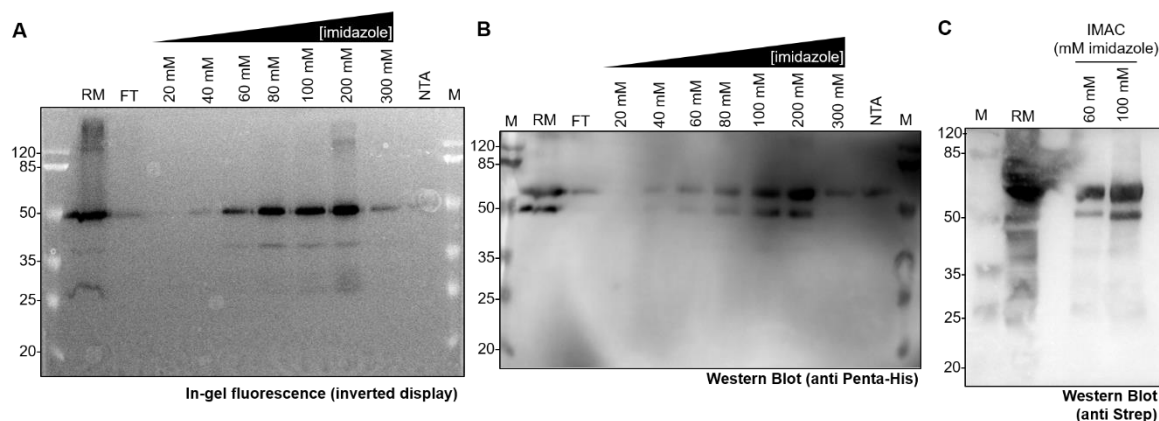 A
[imidazole]
RM
FT
20 mM
40 mM
60 mM
80 mM
100 mM
200 mM
300 mM
NTA
M
120
85
50
35
25
20
In-gel fluorescence (inverted display)
B
[imidazole]
M
RM
FT
20 mM
40 mM
60 mM
80 mM
100 mM
200 mM
300 mM
NTA
M
120
85
50
35
25
20
Western Blot (anti Penta-His)
C
IMAC
(mM imidazole)
M
RM
60 mM
100 mM
120
85
50
35
25
20
Western Blot
(anti Strep)